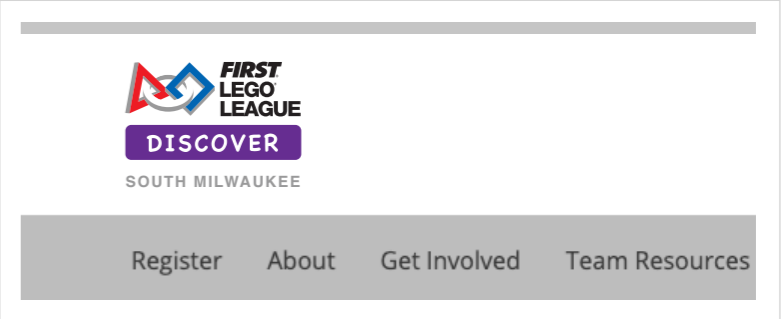 FIRST
LEGO
LEAGUE
DISCOVER
SOUTH MILWAUKEE
Register About Get Involved Team Resources